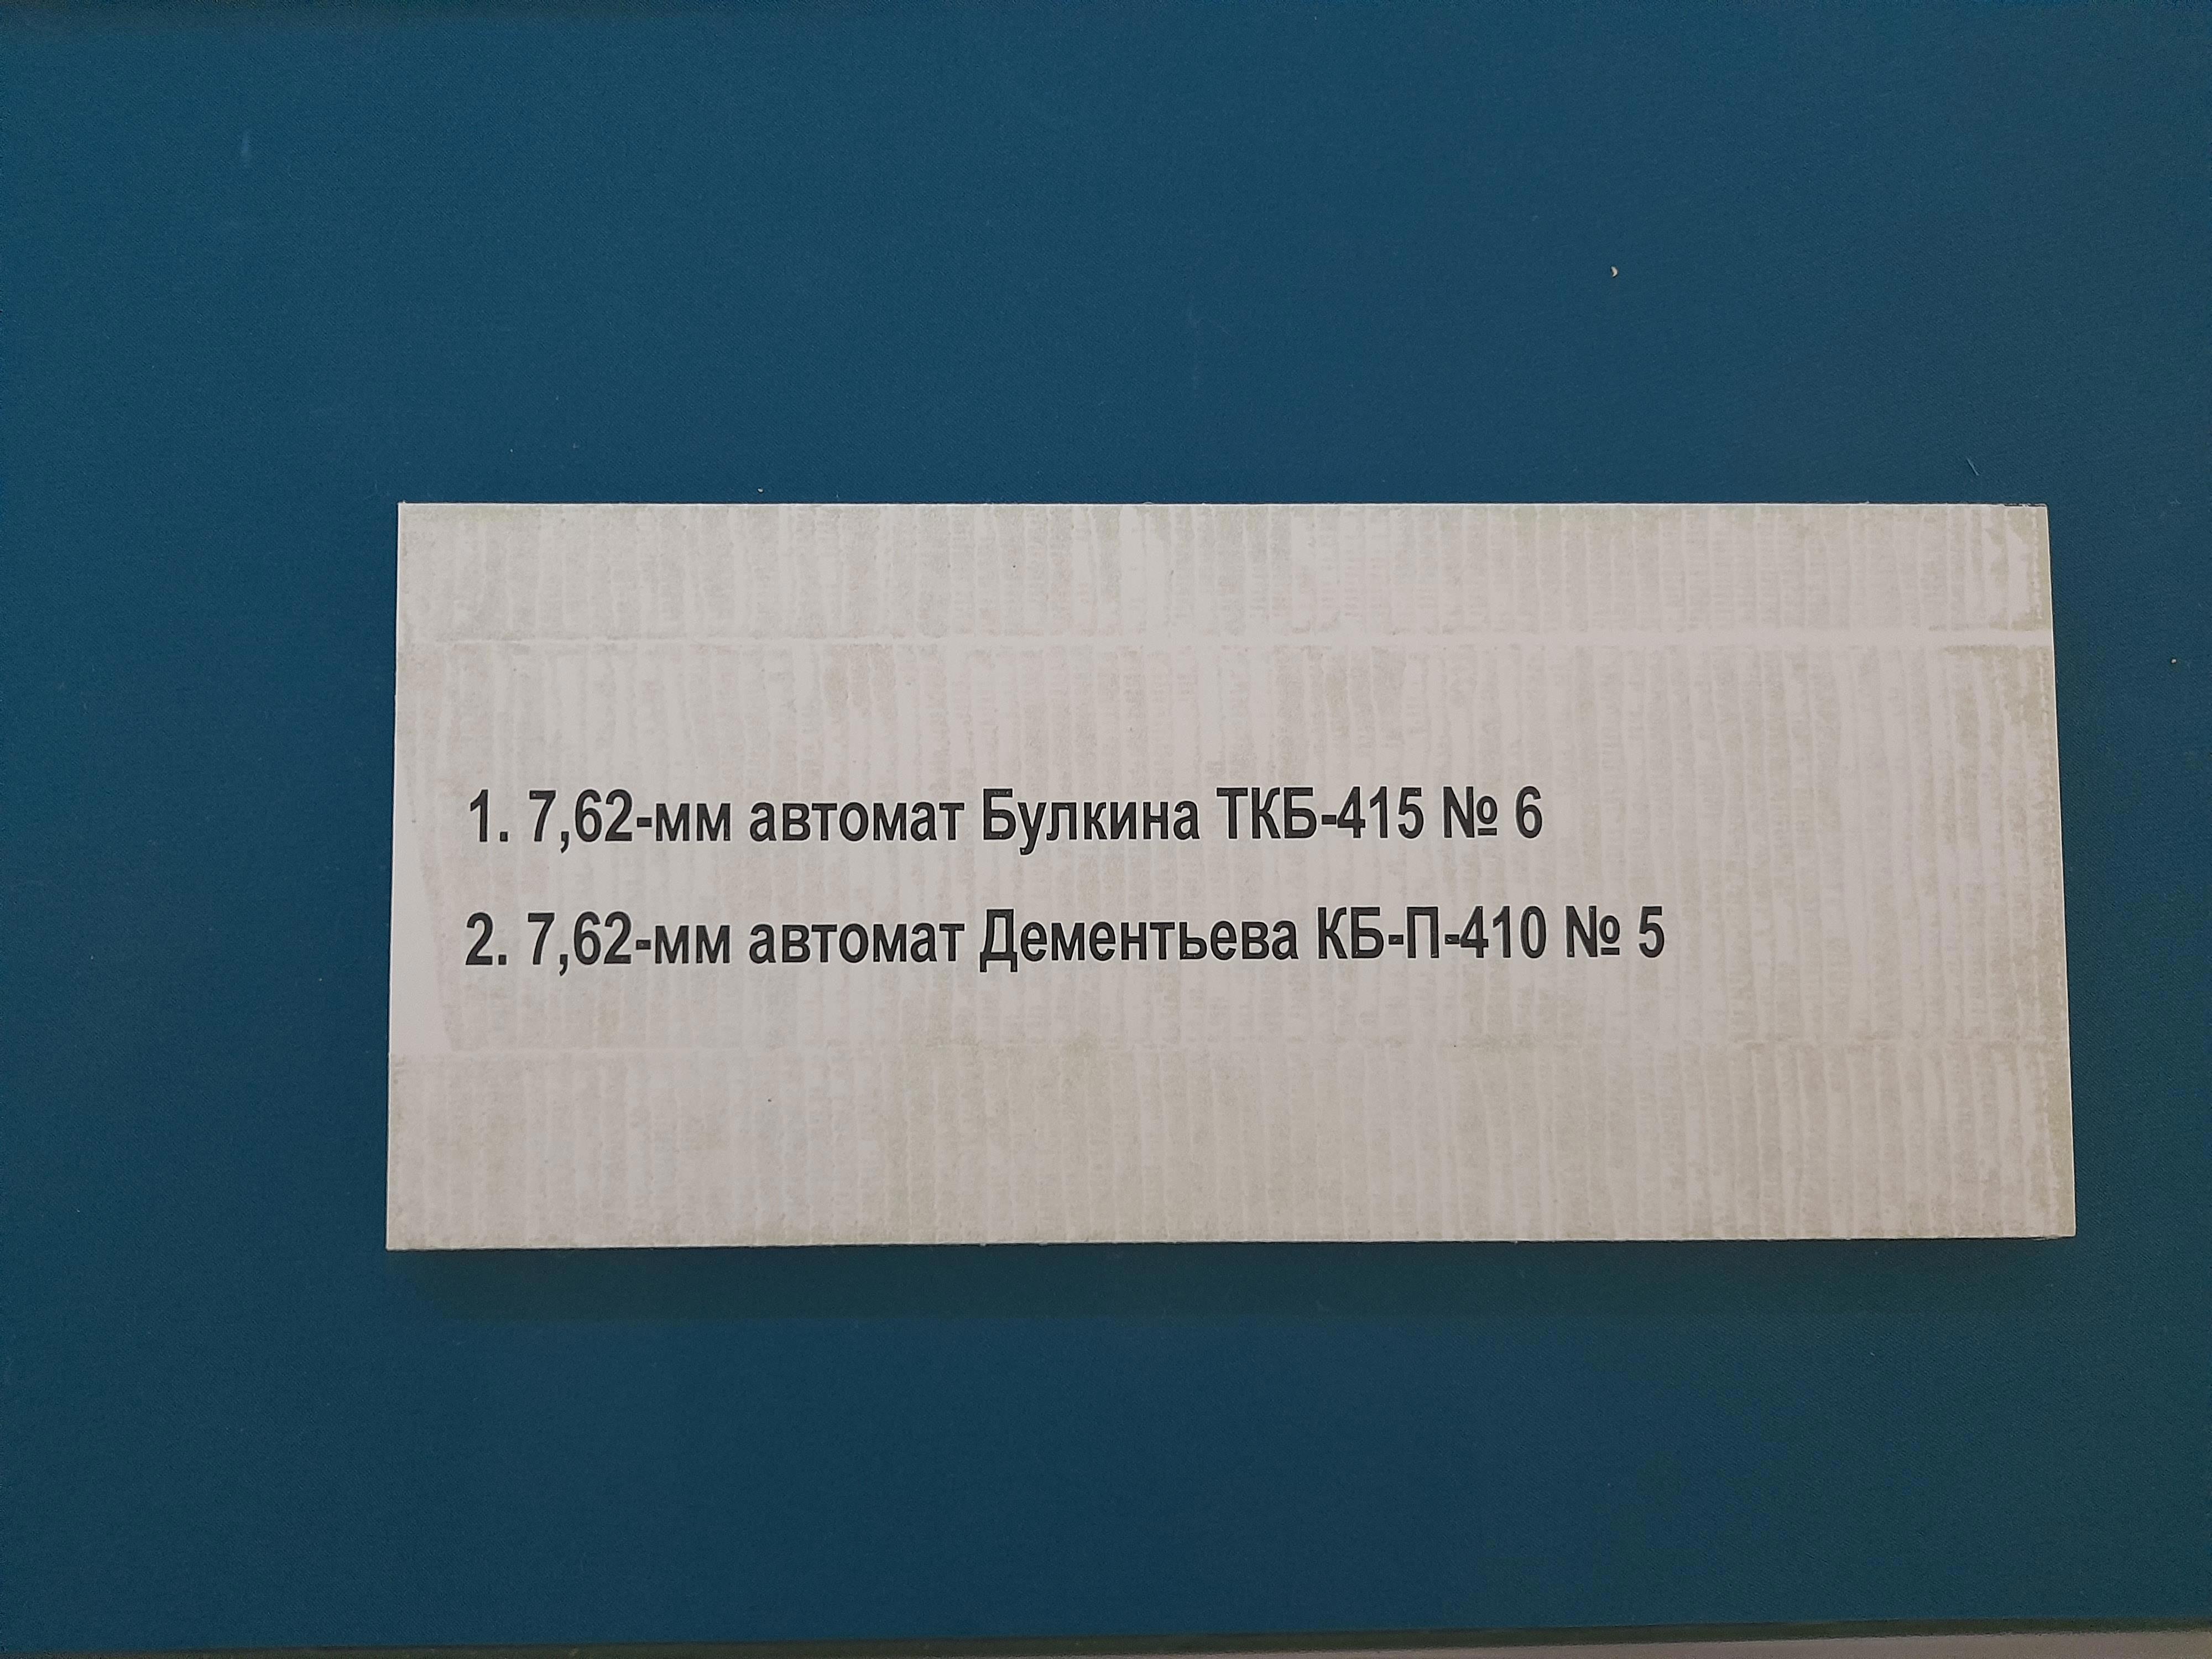 1. 7,62-мм автомат Булкина ТКБ-415 № 6
2. 7,62-мм автомат Дементьева КБ-П-410 № 5